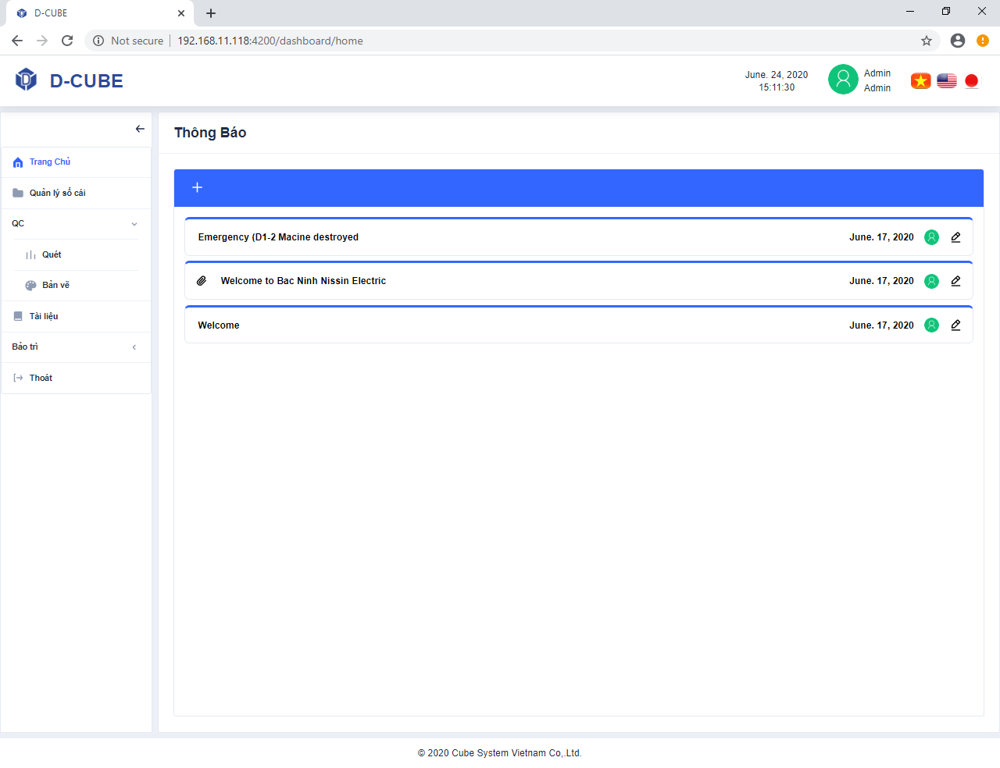 D-CUBE
Not secure
192.168.11.118:4200/dashboard/home
D-CUBE
June. 24, 2020
15:11:30
Admin
Admin
Thông Báo
Trang Chủ
Quản lý sổ cái
QC
Quét
Bản vẽ
Tài liệu
Bảo trì
Thoát
Emergency (D1-2 Macine destroyed
June. 17, 2020
Welcome to Bac Ninh Nissin Electric
June. 17, 2020
Welcome
June. 17, 2020
© 2020 Cube System Vietnam Co,.Ltd.